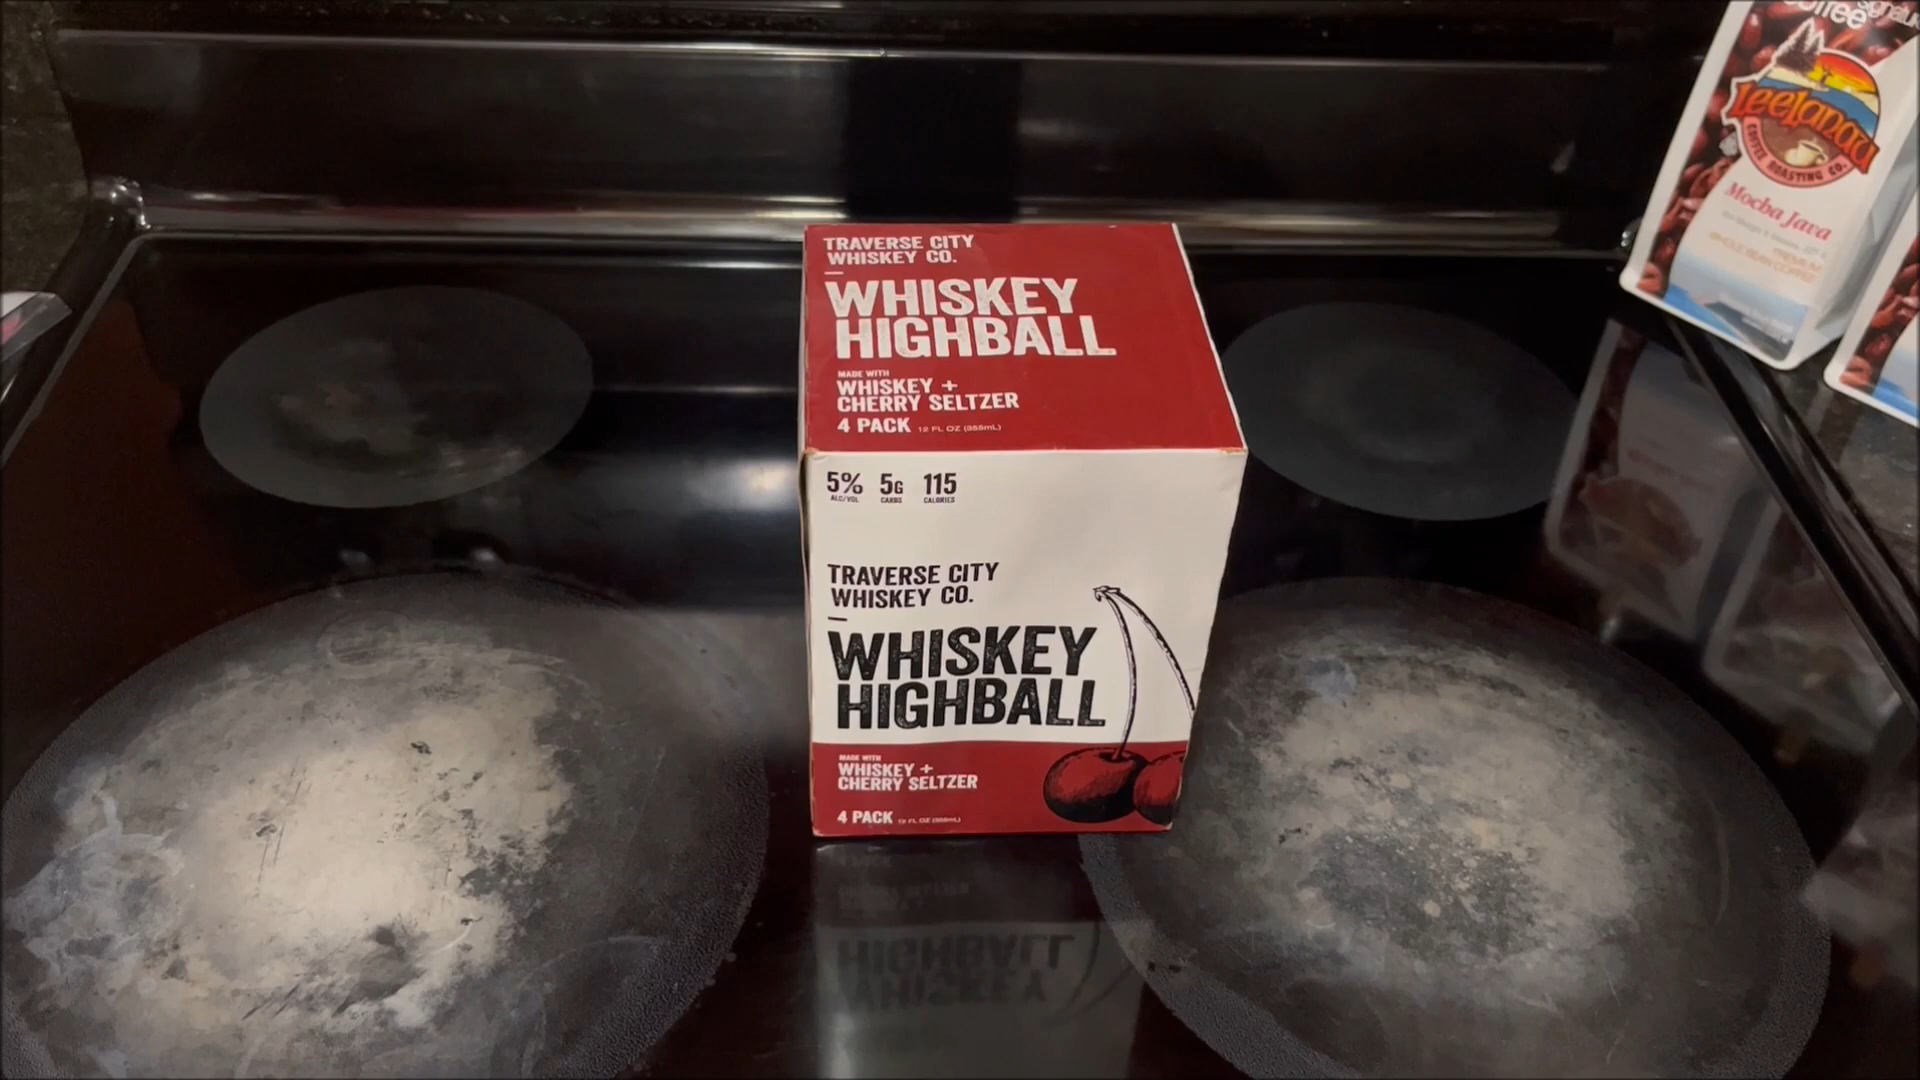 TRAVERSE CITY
WHISKEY CO.
WHISKEY
HIGHBALL
MADE WITH
WHISKEY +
CHERRY SELTZER
4 PACK 12 FL OZ (355mL)
5% 5G 115
ALC/VOL CARBS CALORIES
TRAVERSE CITY
WHISKEY CO.
WHISKEY
HIGHBALL
MADE WITH
WHISKEY +
CHERRY SELTZER
4 PACK 12 FL OZ (355mL)
coffee
Leelanau
COFFEE ROASTING CO.
Mocha Java